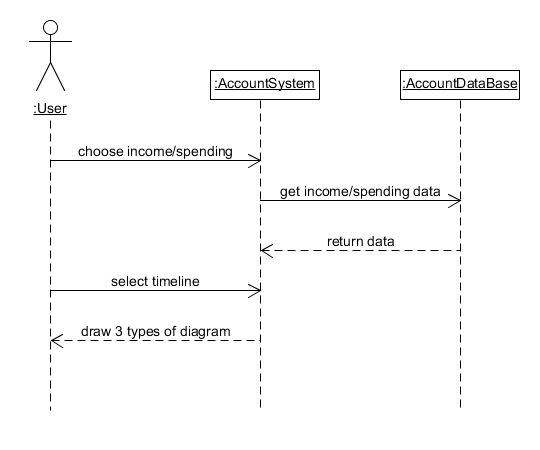 :AccountSystem
:AccountDataBase
:User
choose income/spending
get income/spending data
return data
select timeline
draw 3 types of diagram